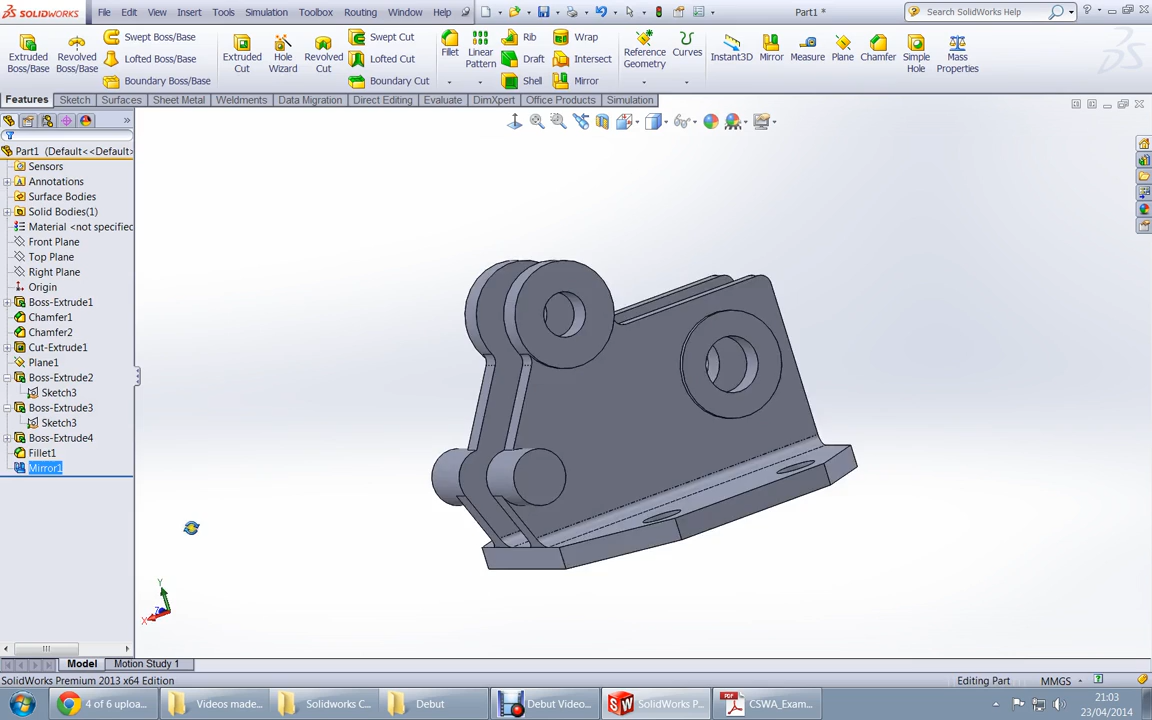 SOLIDWORKS File Edit View Insert Tools Simulation Toolbox Routing Window Help Part1 * Search SolidWorks Help
Extruded Boss/Base
Revolved Boss/Base
Swept Boss/Base
Lofted Boss/Base
Boundary Boss/Base
Extruded Cut
Hole Wizard
Revolved Cut
Swept Cut
Lofted Cut
Boundary Cut
Fillet
Linear Pattern
Rib
Draft
Shell
Wrap
Intersect
Mirror
Reference Geometry
Curves
Instant3D
Mirror
Measure
Plane
Chamfer
Simple Hole
Mass Properties
Features Sketch Surfaces Sheet Metal Weldments Data Migration Direct Editing Evaluate DimXpert Office Products Simulation
Part1 (Default<<Default>
Sensors
Annotations
Surface Bodies
Solid Bodies(1)
Material <not specified
Front Plane
Top Plane
Right Plane
Origin
Boss-Extrude1
Chamfer1
Chamfer2
Cut-Extrude1
Plane1
Boss-Extrude2
Sketch3
Boss-Extrude3
Sketch3
Boss-Extrude4
Fillet1
Mirror1
Y
X
Z
Model Motion Study 1
SolidWorks Premium 2013 x64 Edition Editing Part MMGS
4 of 6 uploa... Videos made... SolidWorks C... Debut Debut Video... SolidWorks P... CSWA_Exam... 21:03
23/04/2014